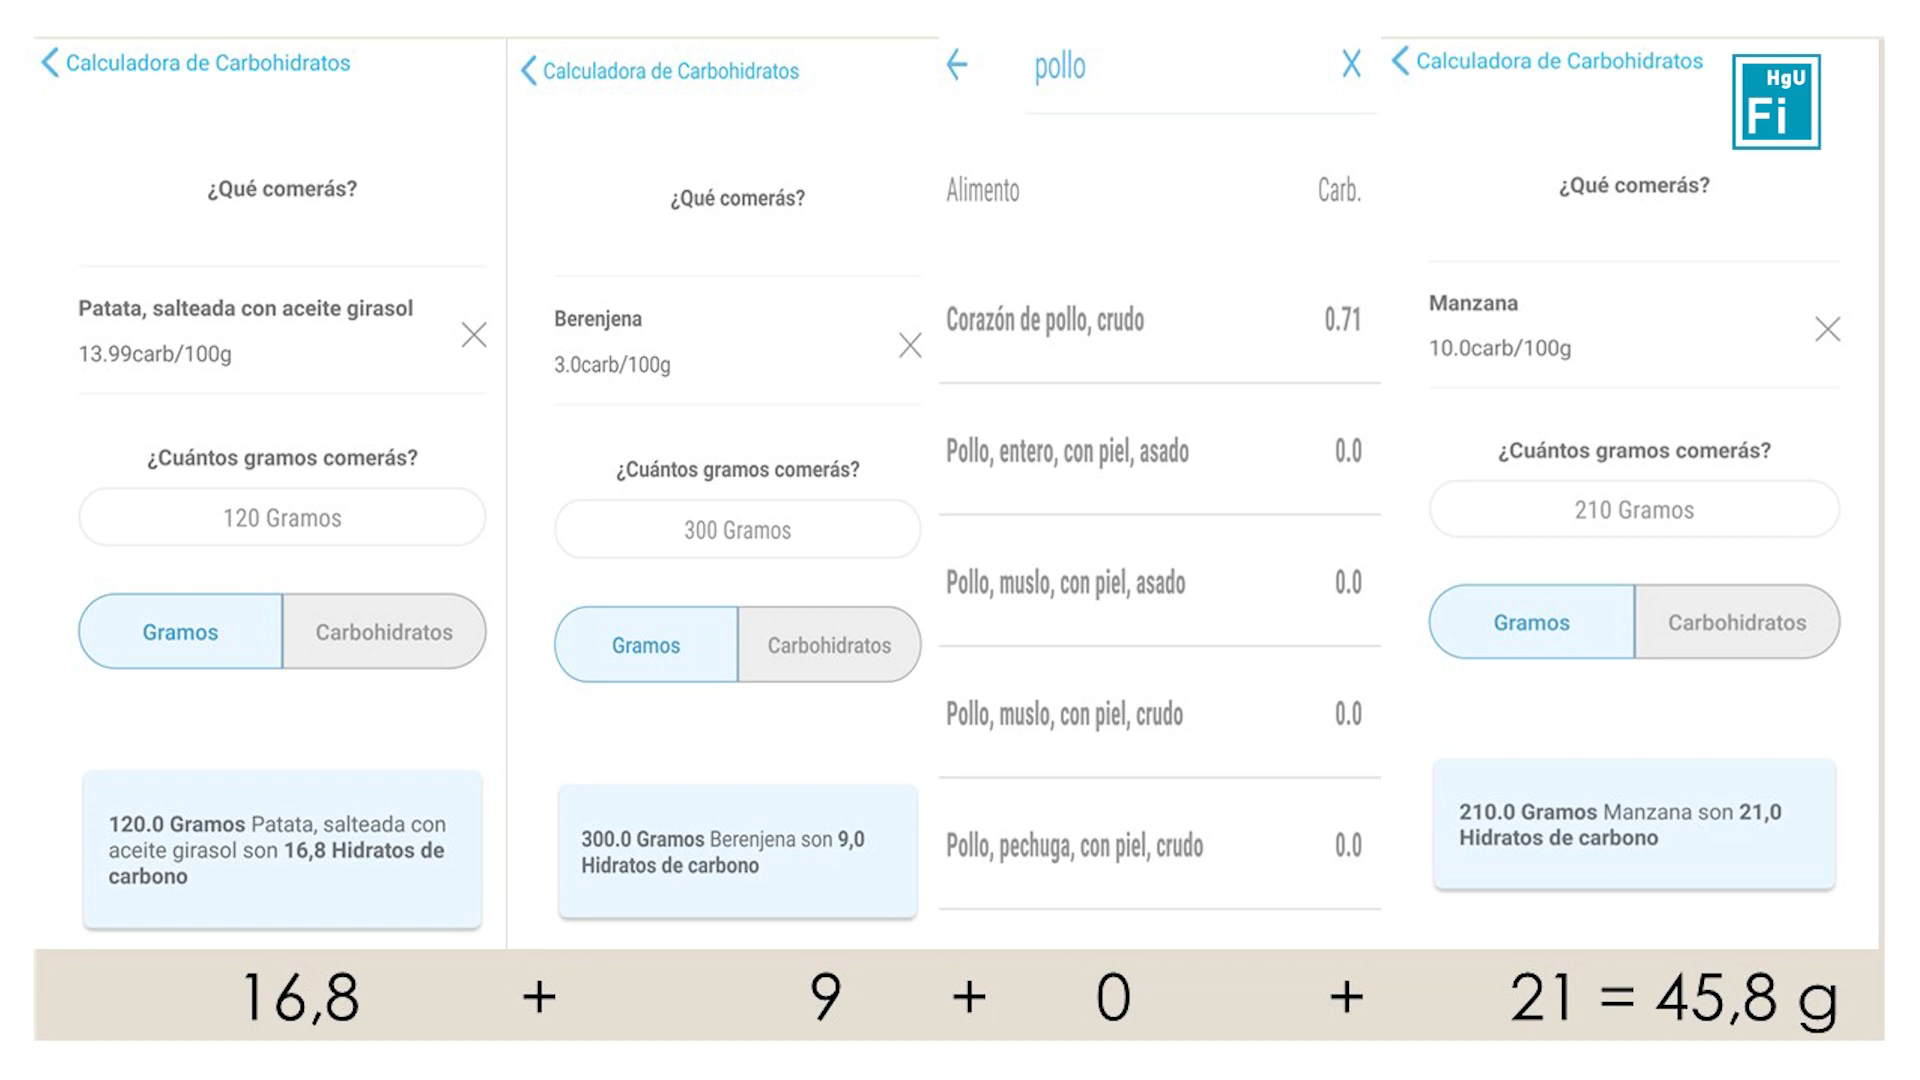 Calculadora de Carbohidratos
¿Qué comerás?
Patata, salteada con aceite girasol
13.99carb/100g
¿Cuántos gramos comerás?
120 Gramos
Gramos
Carbohidratos
120.0 Gramos Patata, salteada con
aceite girasol son 16,8 Hidratos de
carbono
Calculadora de Carbohidratos
¿Qué comerás?
Berenjena
3.0carb/100g
¿Cuántos gramos comerás?
300 Gramos
Gramos
Carbohidratos
300.0 Gramos Berenjena son 9,0
Hidratos de carbono
pollo
Alimento Carb.
Corazón de pollo, crudo 0.71
Pollo, entero, con piel, asado 0.0
Pollo, muslo, con piel, asado 0.0
Pollo, muslo, con piel, crudo 0.0
Pollo, pechuga, con piel, crudo 0.0
Calculadora de Carbohidratos
HgU
Fi
¿Qué comerás?
Manzana
10.0carb/100g
¿Cuántos gramos comerás?
210 Gramos
Gramos
Carbohidratos
210.0 Gramos Manzana son 21,0
Hidratos de carbono
16,8 + 9 + 0 + 21 = 45,8 g